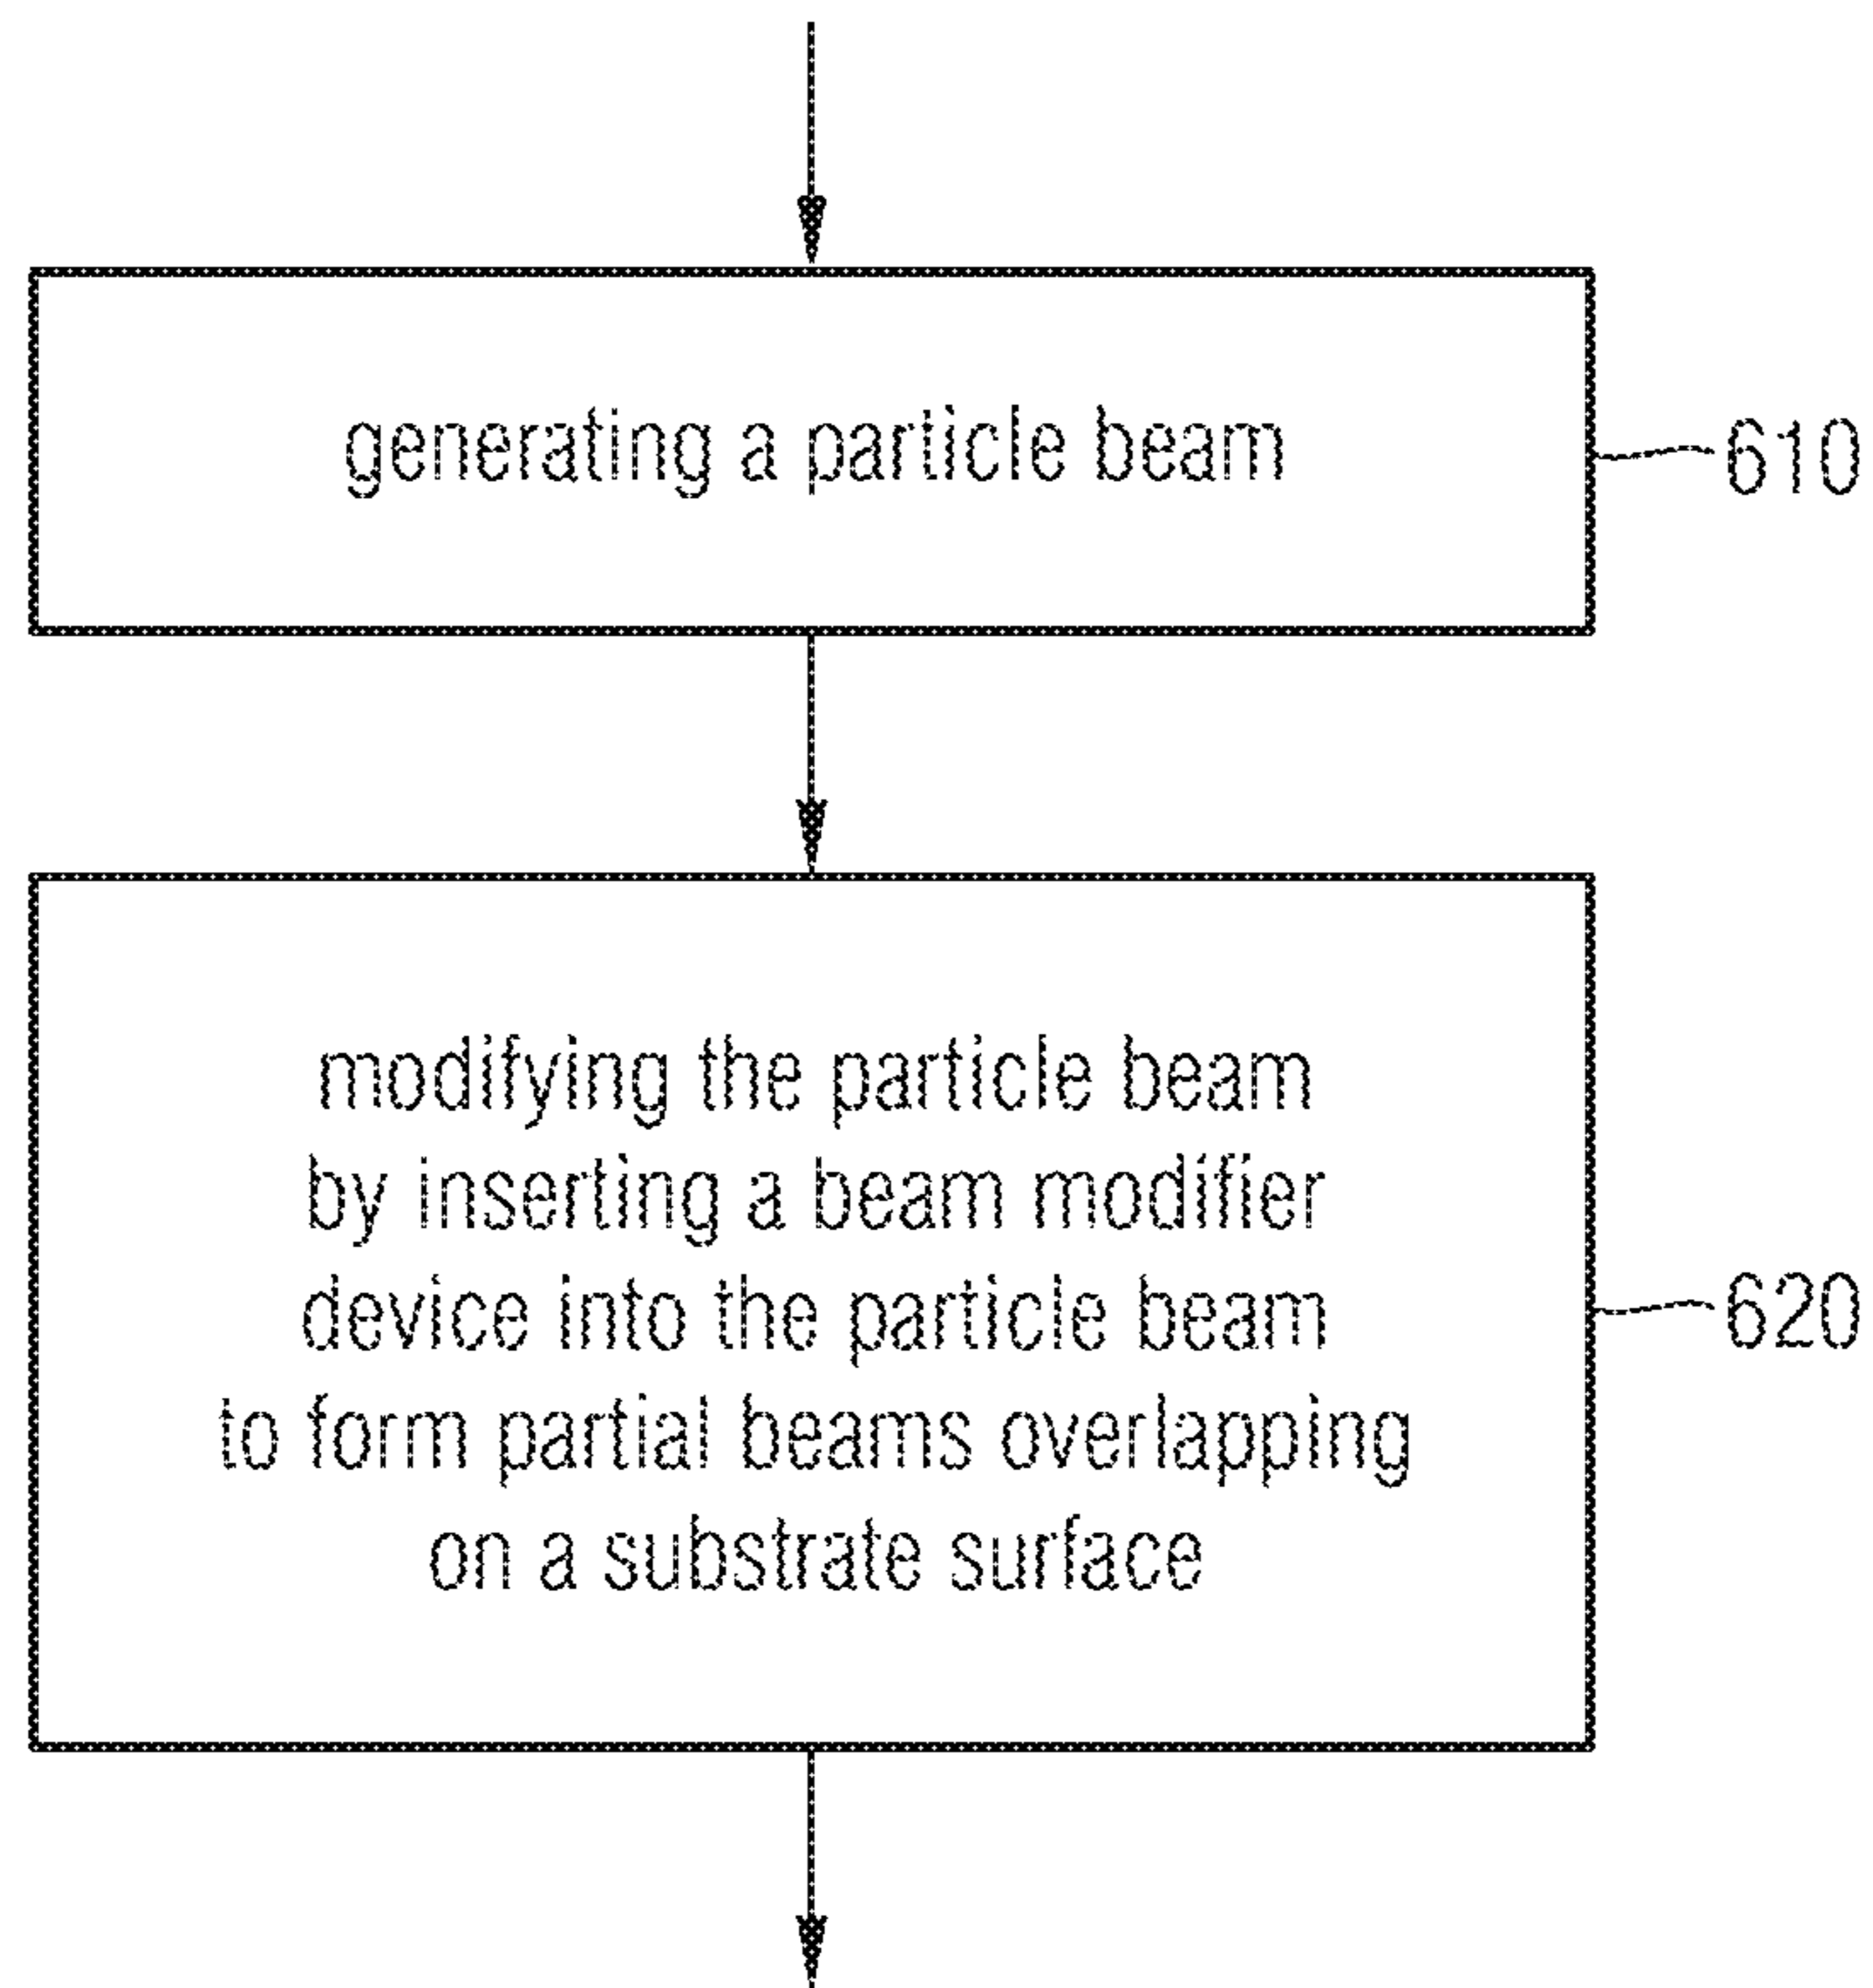 generating a particle beam
610
modifying the particle beam
by inserting a beam modifier
device into the particle beam
to form partial beams overlapping
on a substrate surface
620